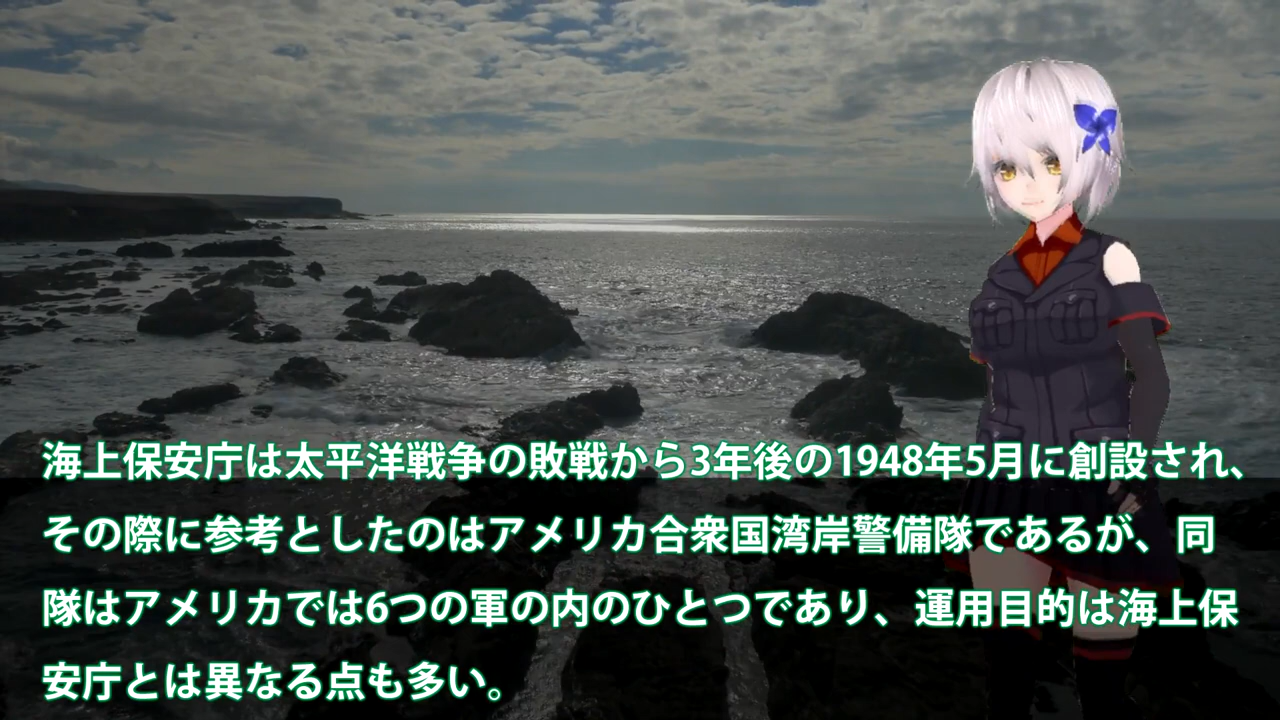 海上保安庁は太平洋戦争の敗戦から3年後の1948年5月に創設され、
その際に参考としたのはアメリカ合衆国湾岸警備隊であるが、同
隊はアメリカでは6つの軍の内のひとつであり、運用目的は海上保
安庁とは異なる点も多い。